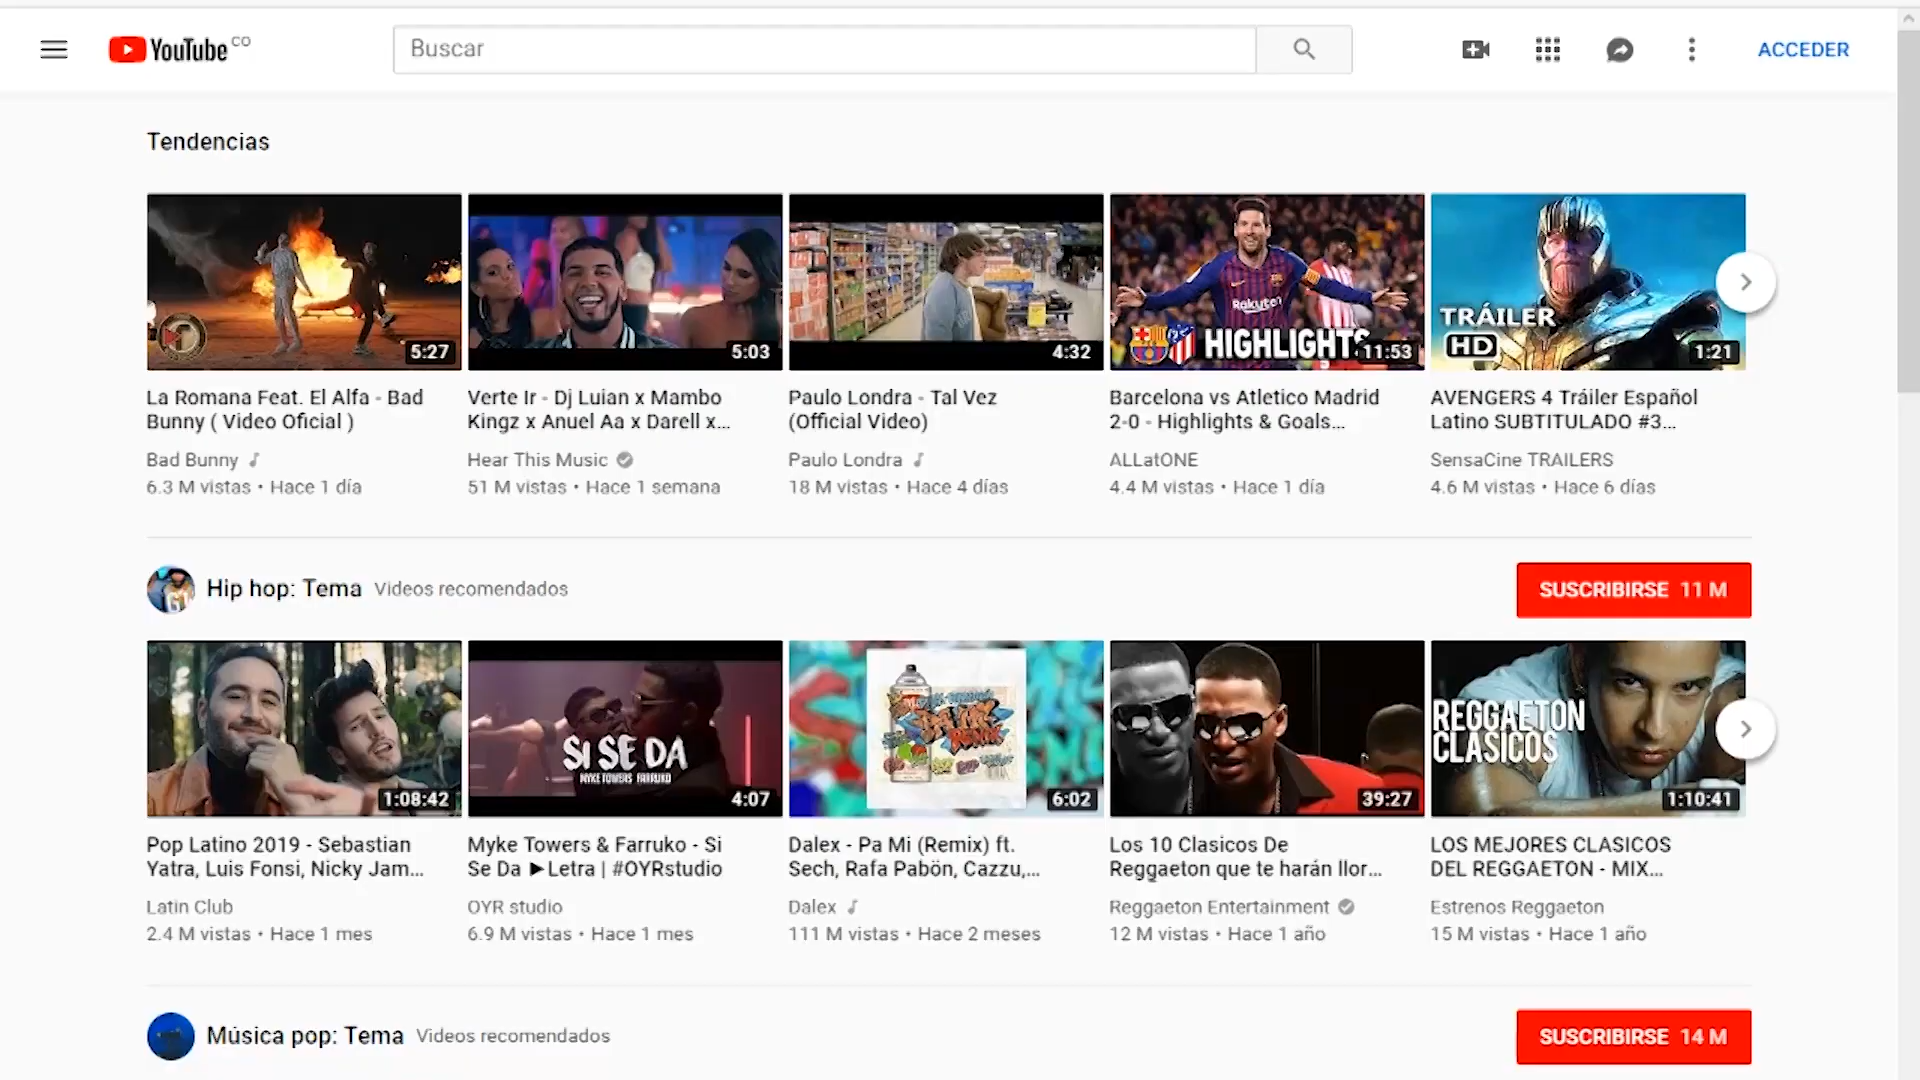 YouTube CO
Buscar
ACCEDER
Tendencias
5:27
5:03
4:32
Rakuten
HIGHLIGHTS
11:53
TRÁILER
HD
1:21
La Romana Feat. El Alfa - Bad
Bunny ( Video Oficial )
Bad Bunny
6.3 M vistas • Hace 1 día
Verte Ir - Dj Luian x Mambo
Kingz x Anuel Aa x Darell x...
Hear This Music
51 M vistas • Hace 1 semana
Paulo Londra - Tal Vez
(Official Video)
Paulo Londra
18 M vistas • Hace 4 días
Barcelona vs Atletico Madrid
2-0 - Highlights & Goals...
ALLatONE
4.4 M vistas • Hace 1 día
AVENGERS 4 Tráiler Español
Latino SUBTITULADO #3...
SensaCine TRAILERS
4.6 M vistas • Hace 6 días
Hip hop: Tema Videos recomendados
SUSCRIBIRSE 11 M
1:08:42
SI SE DA
MYKE TOWERS FARRUKO
4:07
6:02
39:27
REGGAETON
CLASICOS
1:10:41
Pop Latino 2019 - Sebastian
Yatra, Luis Fonsi, Nicky Jam...
Latin Club
2.4 M vistas • Hace 1 mes
Myke Towers & Farruko - Si
Se Da ►Letra | #OYRstudio
OYR studio
6.9 M vistas • Hace 1 mes
Dalex - Pa Mi (Remix) ft.
Sech, Rafa Pabön, Cazzu,...
Dalex
111 M vistas • Hace 2 meses
Los 10 Clasicos De
Reggaeton que te harán llor...
Reggaeton Entertainment
12 M vistas • Hace 1 año
LOS MEJORES CLASICOS
DEL REGGAETON - MIX...
Estrenos Reggaeton
15 M vistas • Hace 1 año
Música pop: Tema Videos recomendados
SUSCRIBIRSE 14 M